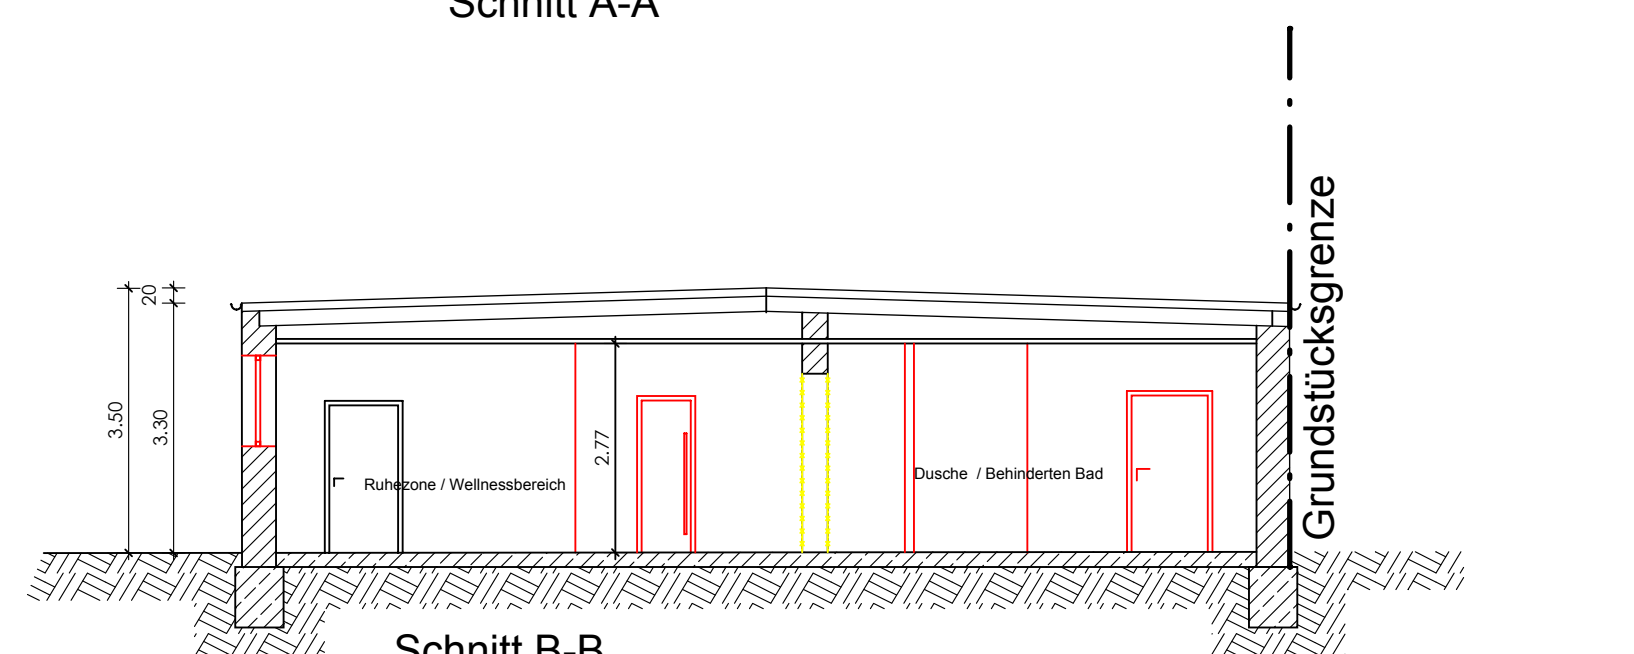 Schnitt A-A
Grundstücksgrenze
20
3.50
3.30
2.77
Ruhezone / Wellnessbereich
Dusche / Behinderten Bad
Schnitt B-B